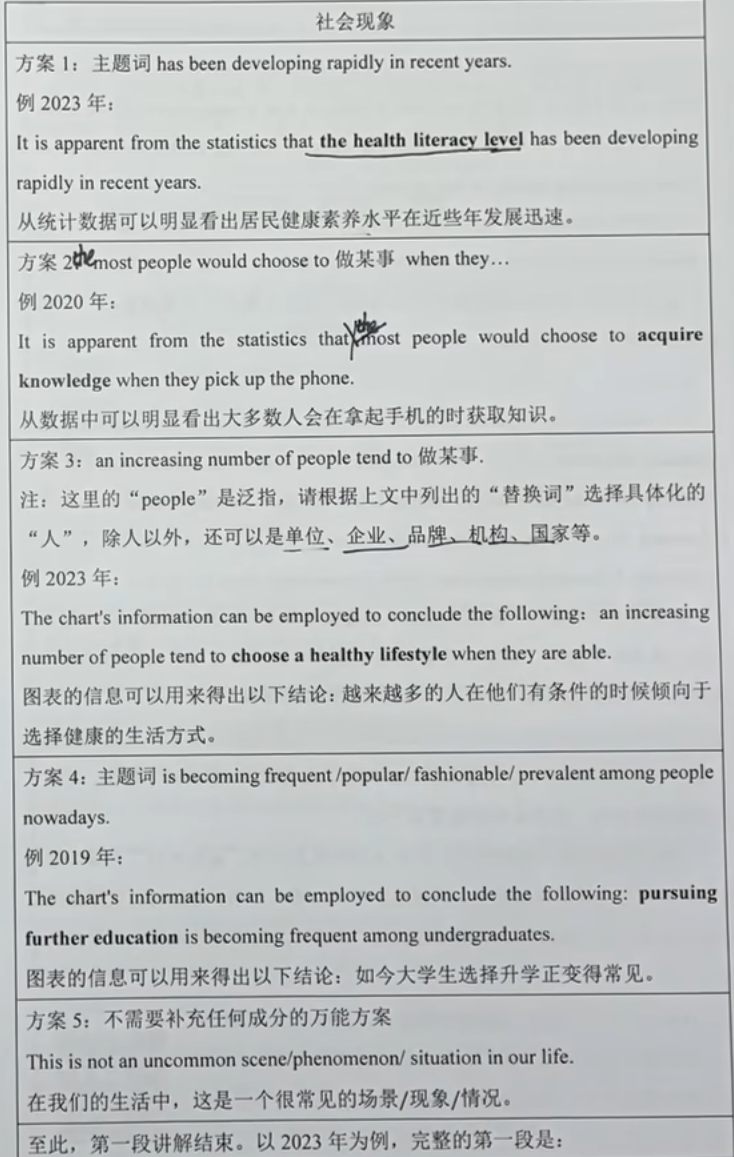 社会现象
方案 1：主题词 has been developing rapidly in recent years.
例 2023 年：
It is apparent from the statistics that the health literacy level has been developing
rapidly in recent years.
从统计数据可以明显看出居民健康素养水平在近些年发展迅速。
方案 2 the most people would choose to 做某事 when they…
例 2020 年：
It is apparent from the statistics that the most people would choose to acquire
knowledge when they pick up the phone.
从数据中可以明显看出大多数人会在拿起手机的时获取知识。
方案 3：an increasing number of people tend to 做某事.
注：这里的“people”是泛指，请根据上文中列出的“替换词”选择具体化的
“人”，除人以外，还可以是单位、企业、品牌、机构、国家等。
例 2023 年：
The chart's information can be employed to conclude the following: an increasing
number of people tend to choose a healthy lifestyle when they are able.
图表的信息可以用来得出以下结论：越来越多的人在他们有条件的时候倾向于
选择健康的生活方式。
方案 4：主题词 is becoming frequent /popular/ fashionable/ prevalent among people
nowadays.
例 2019 年：
The chart's information can be employed to conclude the following: pursuing
further education is becoming frequent among undergraduates.
图表的信息可以用来得出以下结论：如今大学生选择升学正变得常见。
方案 5：不需要补充任何成分的万能方案
This is not an uncommon scene/phenomenon/ situation in our life.
在我们的生活中，这是一个很常见的场景/现象/情况。
至此，第一段讲解结束。以 2023 年为例，完整的第一段是：